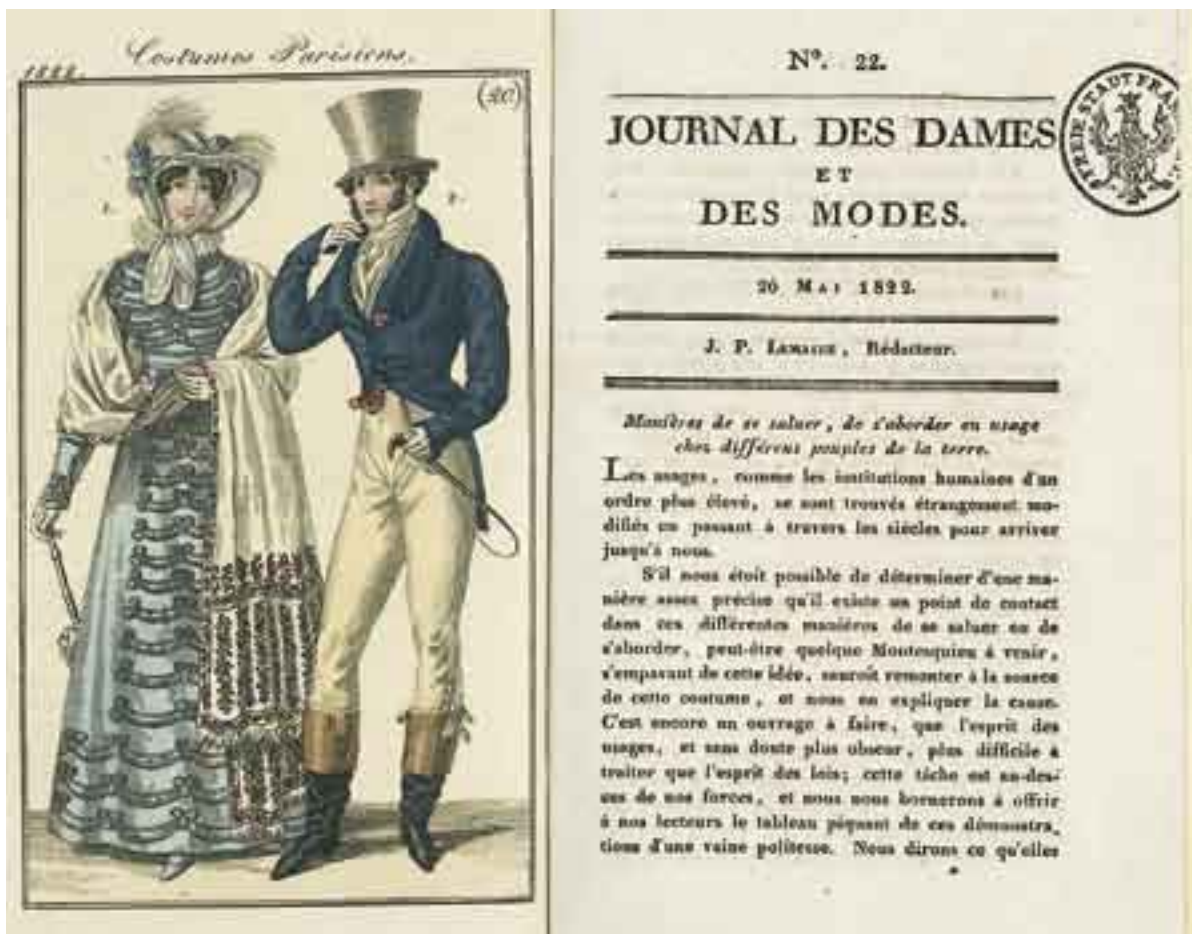 Costumes Parisiens.
1822.
(20)
1.
2.
Nº. 22.
JOURNAL DES DAMES
ET
DES MODES.
20 MAI 1822.
J. P. , Rédacteur.
Manières de se saluer, de s'aborder en usage
chez différens peuples de la terre.
Les usages, comme les institutions humaines d'un
ordre plus élevé, se sont trouvés étrangement mo-
difiés en passant à travers les siècles pour arriver
jusqu'à nous.
S'il nous étoit possible de déterminer d'une ma-
nière assez précise qu'il existe un point de contact
dans ces différentes manières de se saluer ou de
s'aborder, peut-être quelque Montesquieu à venir,
s'emparant de cette idée, sauroit remonter à la source
de cette coutume, et nous en expliquer la cause.
C'est encore un ouvrage à faire, que l'esprit des
usages, et sans doute plus obscur, plus difficile à
traiter que l'esprit des lois; cette tâche est au-des-
sus de nos forces, et nous nous bornerons à offrir
à nos lecteurs le tableau piquant de ces démonstra-
tions d'une vaine politesse. Nous dirons ce qu'elles
FREIE STADT FRA